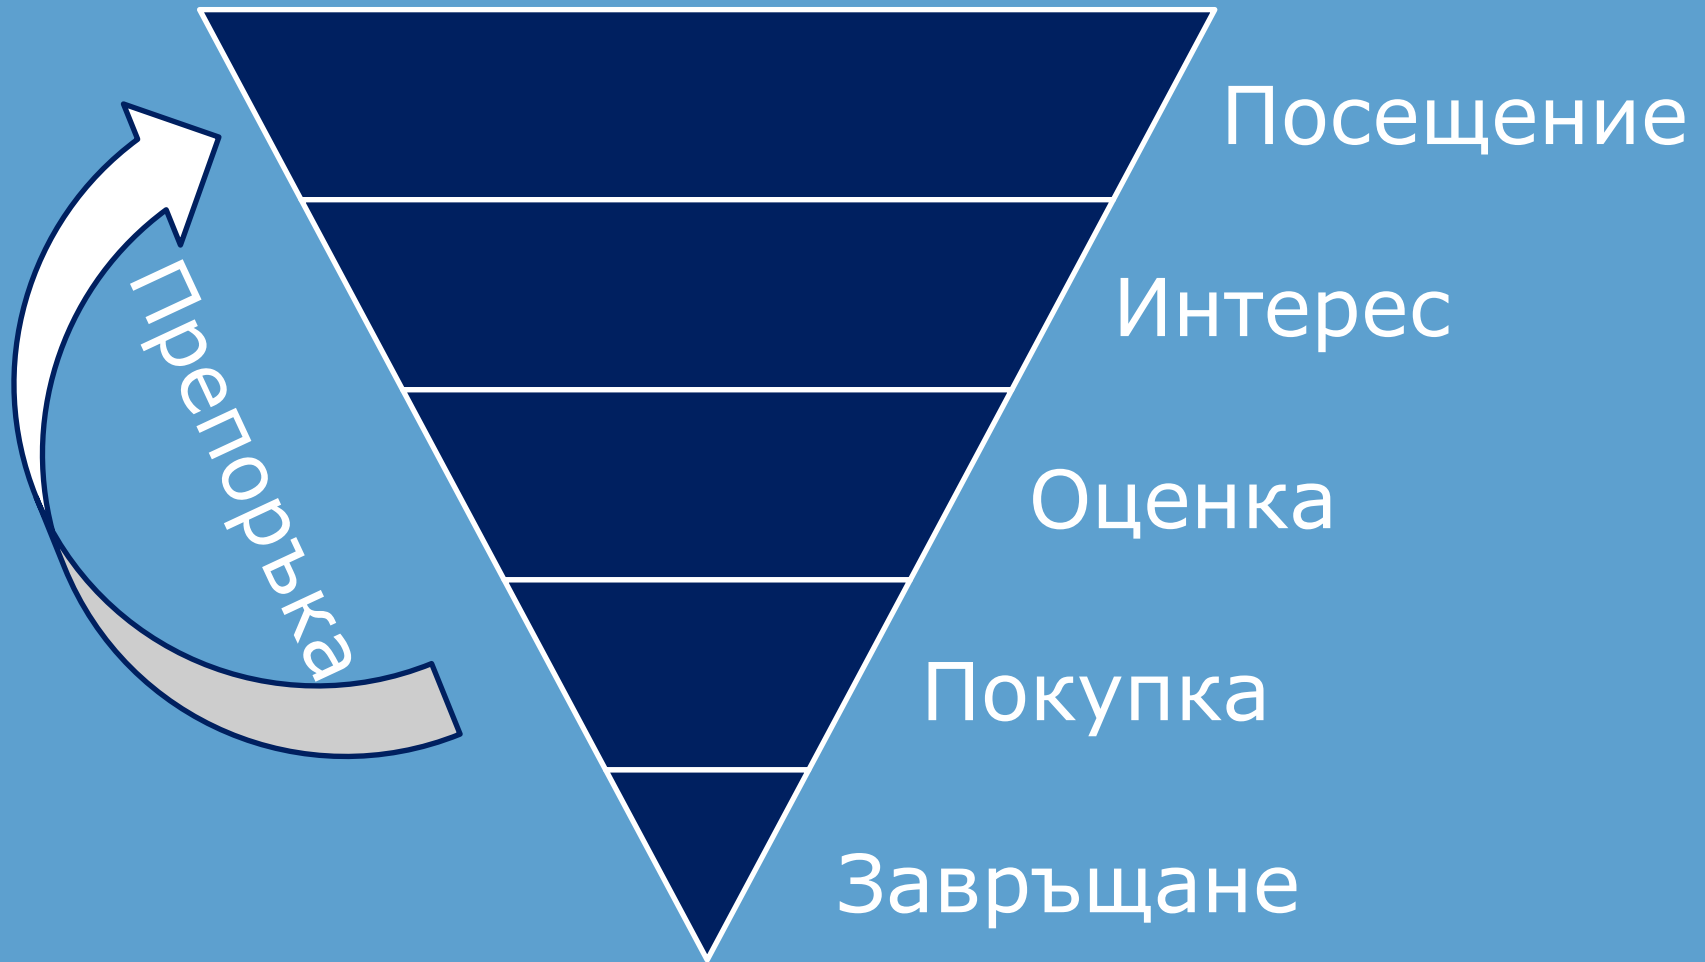 Посещение
Интерес
Оценка
Покупка
Завръщане
Препоръка